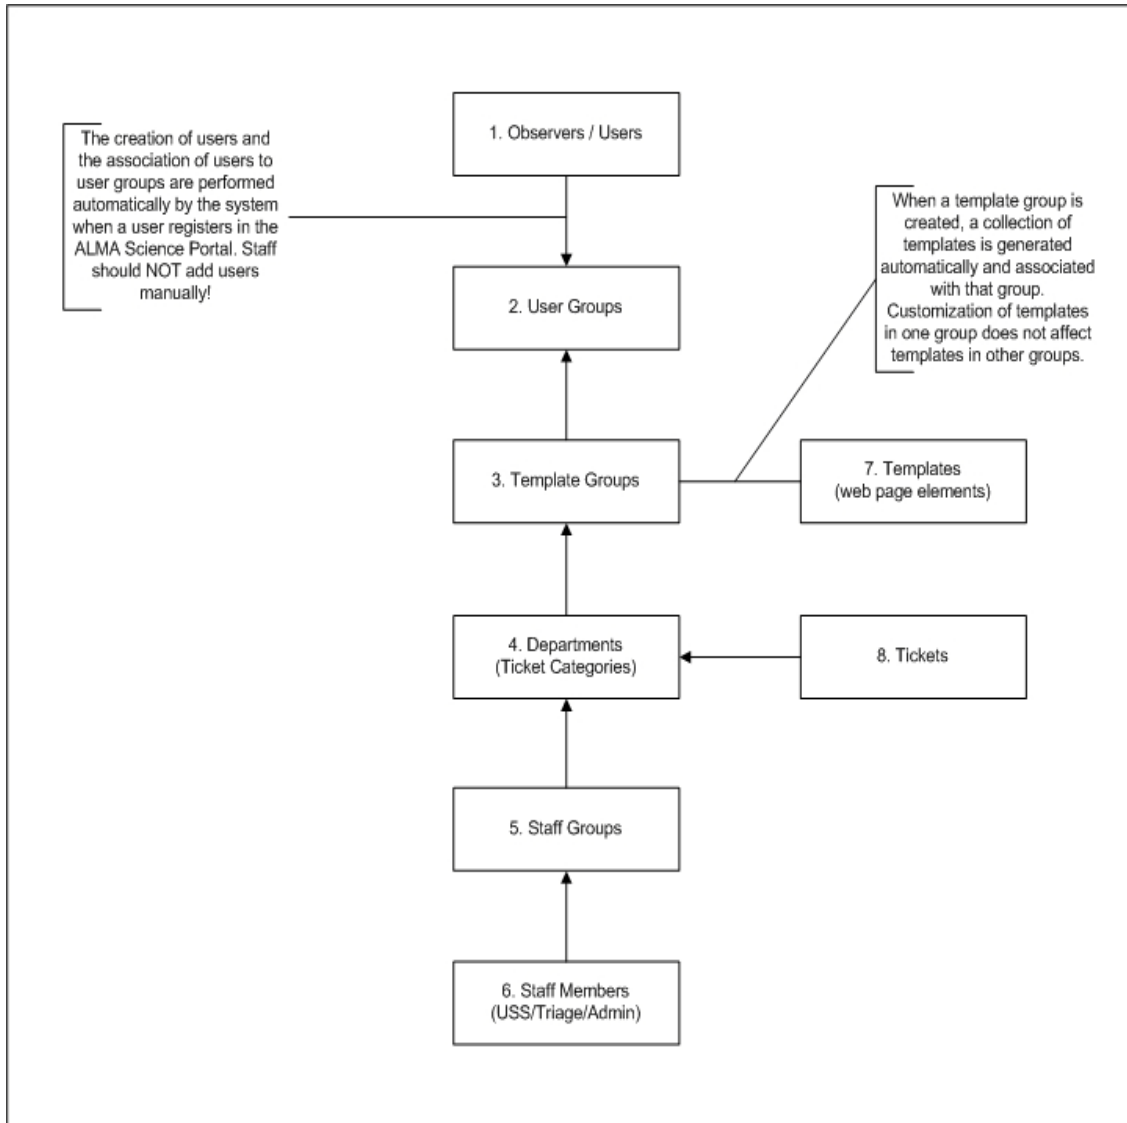 1. Observers / Users
The creation of users and
the association of users to
user groups are performed
automatically by the system
when a user registers in the
ALMA Science Portal. Staff
should NOT add users
manually!
When a template group is
created, a collection of
templates is generated
automatically and associated
with that group.
Customization of templates
in one group does not affect
templates in other groups.
2. User Groups
3. Template Groups
7. Templates
(web page elements)
4. Departments
(Ticket Categories)
8. Tickets
5. Staff Groups
6. Staff Members
(USS/Triage/Admin)